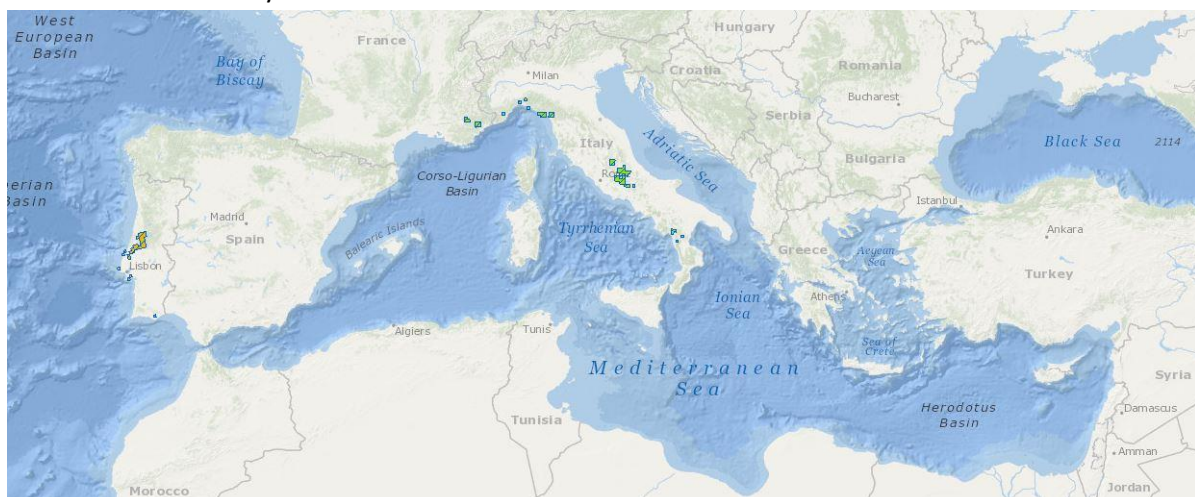 West
European
Basin
France
Hungary
Bay of
Biscay
Milan
Croatia
Romania
Bucharest
Serbia
Italy
Adriatic Sea
Black Sea
2114
Bulgaria
Corso-Ligurian
Basin
erian
Basin
Madrid
Spain
Balearic Islands
Tyrrhenian
Sea
Istanbul
Ankara
Greece
Aegean
Sea
Turkey
Lisbon
Ionian
Sea
Athens
Algiers
Tunis
Sea of
Crete
Mediterranean
Sea
Syria
Herodotus
Basin
Damascus
Tunisia
Amman
Jordan
Morocco